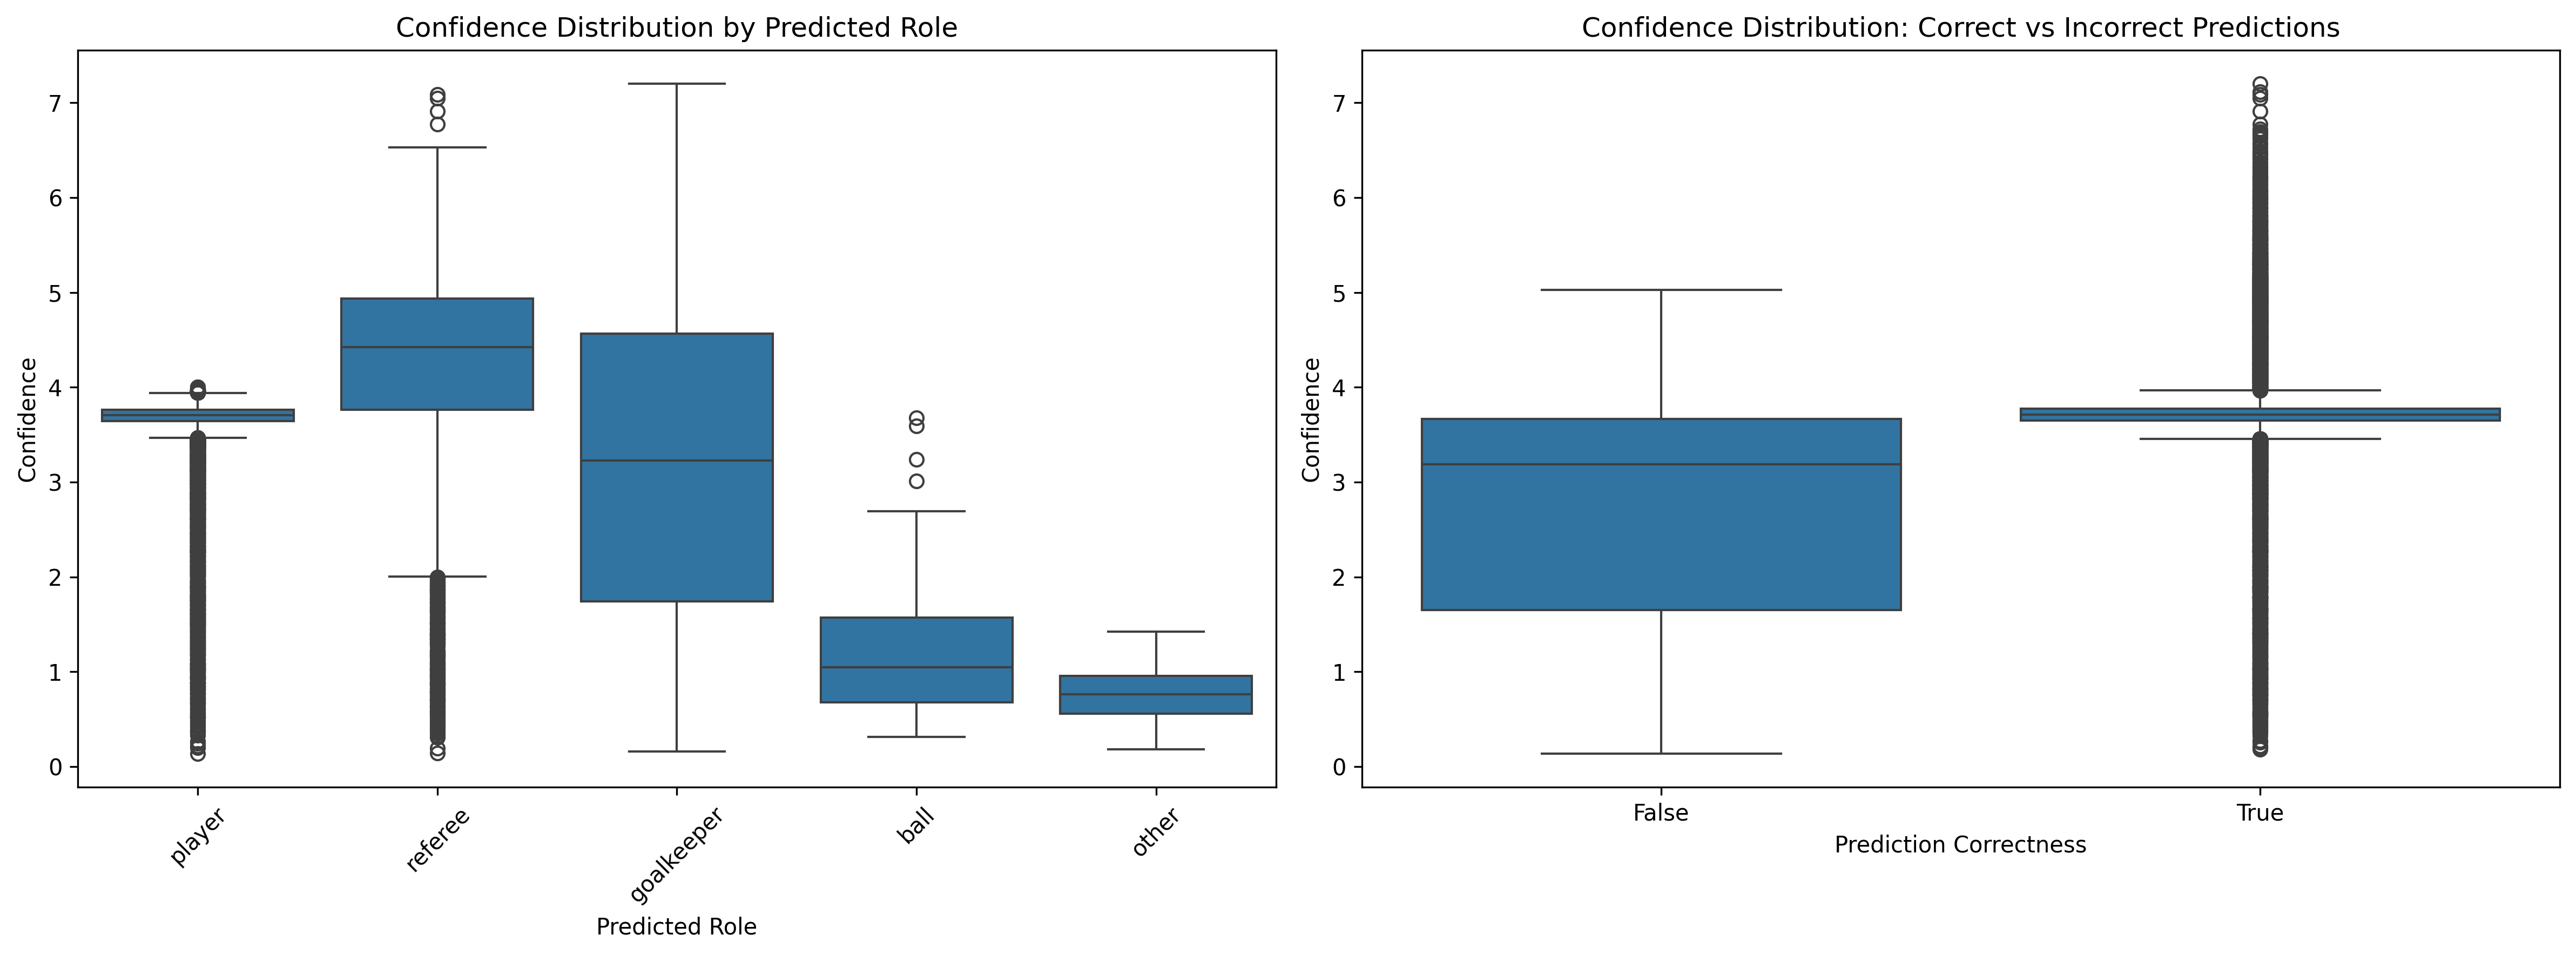 Confidence Distribution by Predicted Role
Confidence
7
6
5
4
3
2
1
0
player
referee
goalkeeper
ball
other
Predicted Role
Confidence Distribution: Correct vs Incorrect Predictions
Confidence
7
6
5
4
3
2
1
0
False
True
Prediction Correctness